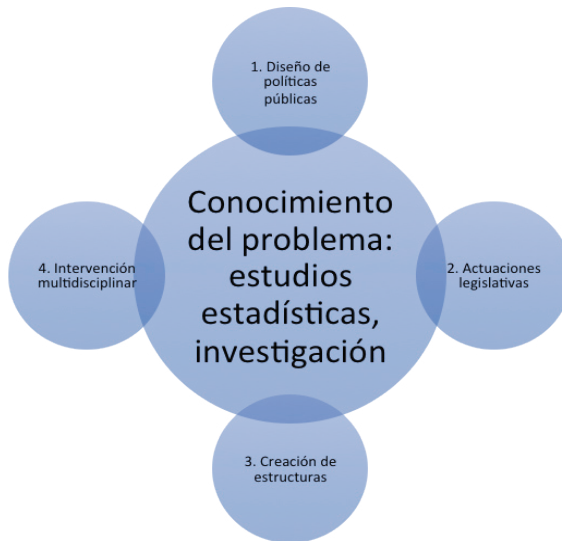 1. Diseño de
políticas
públicas
Conocimiento
del problema:
estudios
estadísticas,
investigación
4. Intervención
multidisciplinar
2. Actuaciones
legislativas
3. Creación de
estructuras